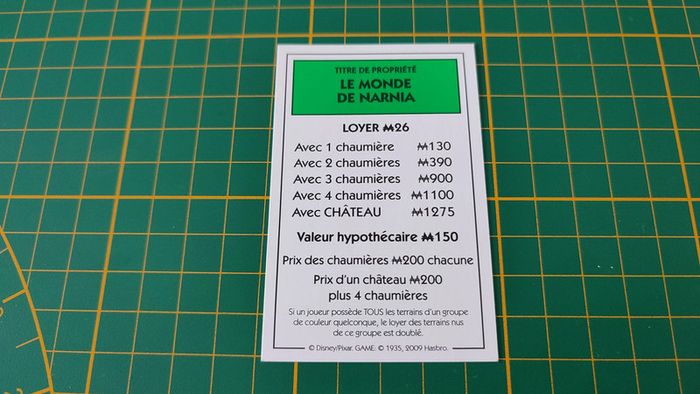 TITRE DE PROPRIÉTÉ
LE MONDE
DE NARNIA
LOYER ₩26
Avec 1 chaumière ₩130
Avec 2 chaumières ₩390
Avec 3 chaumières ₩900
Avec 4 chaumières ₩1100
Avec CHÂTEAU ₩1275
Valeur hypothécaire ₩150
Prix des chaumières ₩200 chacune
Prix d'un château ₩200
plus 4 chaumières
Si un joueur possède TOUS les terrains d'un groupe
de couleur quelconque, le loyer des terrains nus
de ce groupe est doublé.
© Disney/Pixar. GAME: © 1935, 2009 Hasbro.